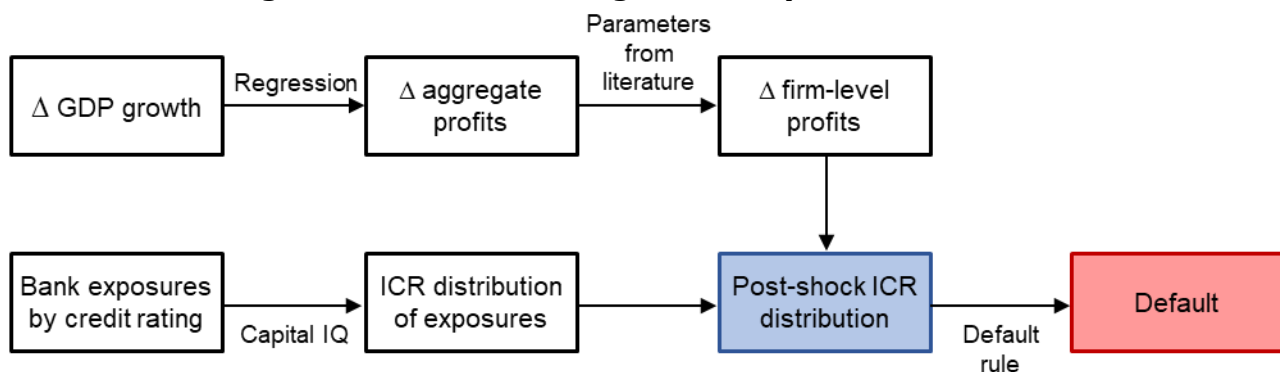 Parameters
from
literature
Regression
Δ GDP growth
Δ aggregate
profits
Δ firm-level
profits
Bank exposures
by credit rating
Capital IQ
ICR distribution
of exposures
Post-shock ICR
distribution
Default
rule
Default